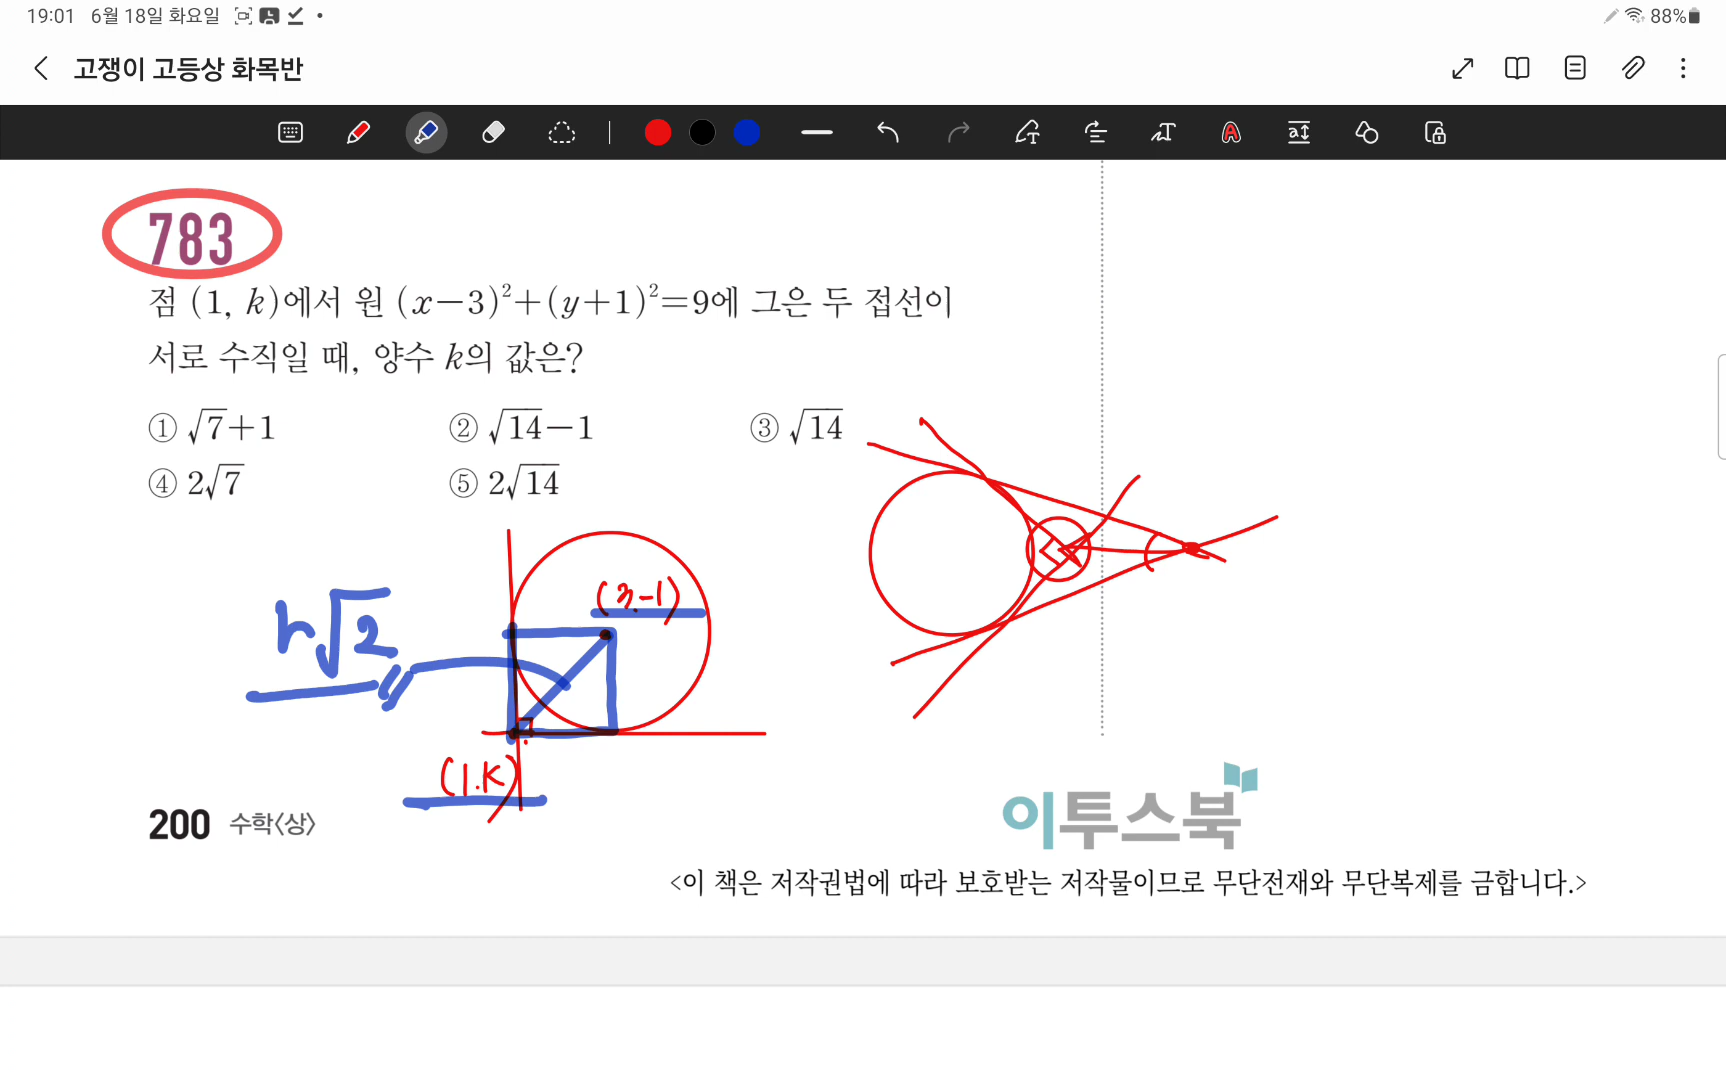 19:01 6월 18일 화요일
88%
고쟁이 고등상 화목반
783
점 (1, k)에서 원 (x-3)²+(y+1)²=9에 그은 두 접선이
서로 수직일 때, 양수 k의 값은?
① √7+1 ② √14-1 ③ √14
④ 2√7 ⑤ 2√14
(3,-1)
r√2
(1.K)
200 수학<상>
이투스북
<이 책은 저작권법에 따라 보호받는 저작물이므로 무단전재와 무단복제를 금합니다.>